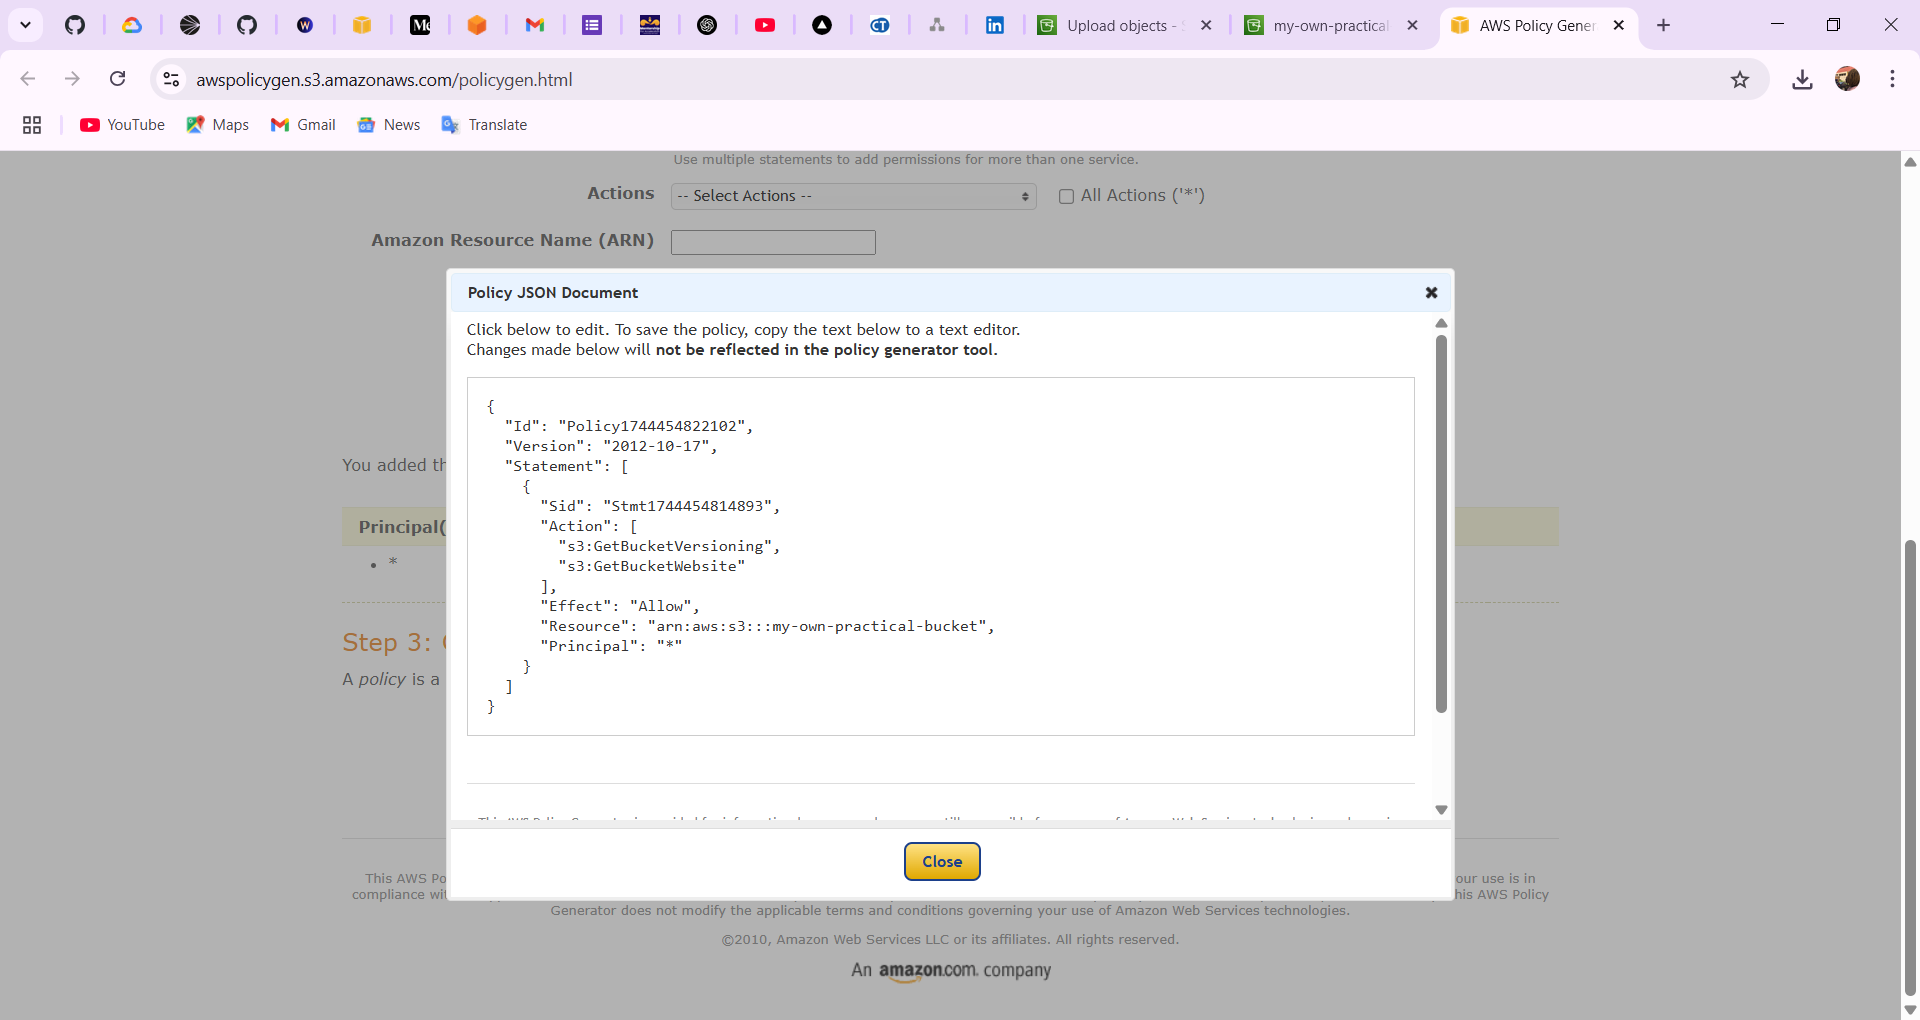 Upload objects - S
my-own-practical
AWS Policy Gener
awspolicygen.s3.amazonaws.com/policygen.html
YouTube
Maps
Gmail
News
Translate
Use multiple statements to add permissions for more than one service.
Actions
-- Select Actions --
All Actions ('*')
Amazon Resource Name (ARN)
Policy JSON Document
Click below to edit. To save the policy, copy the text below to a text editor.
Changes made below will not be reflected in the policy generator tool.
{
"Id": "Policy1744454822102",
"Version": "2012-10-17",
"Statement": [
{
"Sid": "Stmt1744454814893",
"Action": [
"s3:GetBucketVersioning",
"s3:GetBucketWebsite"
],
"Effect": "Allow",
"Resource": "arn:aws:s3:::my-own-practical-bucket",
"Principal": "*"
}
]
}
You added th
Principal(
*
Step 3:
A policy is a
Close
This AWS Po
our use is in
compliance wi
his AWS Policy
Generator does not modify the applicable terms and conditions governing your use of Amazon Web Services technologies.
©2010, Amazon Web Services LLC or its affiliates. All rights reserved.
An amazon.com. company